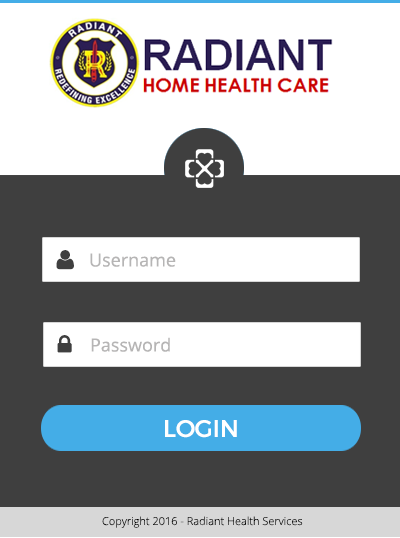 RADIANT
REDEFINING EXCELLENCE
R
RADIANT
HOME HEALTH CARE
Username
Password
LOGIN
Copyright 2016 - Radiant Health Services